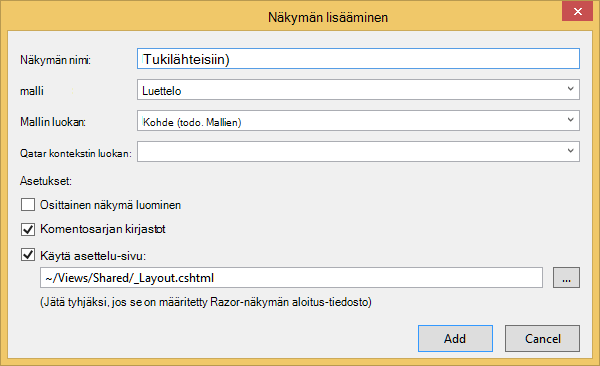 Näkymän lisääminen
Näkymän nimi: Tukilähteisiin)
malli Luettelo
Mallin luokan: Kohde (todo. Mallien)
Qatar kontekstin luokan:
Asetukset:
Osittainen näkymä luominen
Komentosarjan kirjastot
Käytä asettelu-sivu:
~/Views/Shared/_Layout.cshtml ...
(Jätä tyhjäksi, jos se on määritetty Razor-näkymän aloitus-tiedosto)
Add Cancel